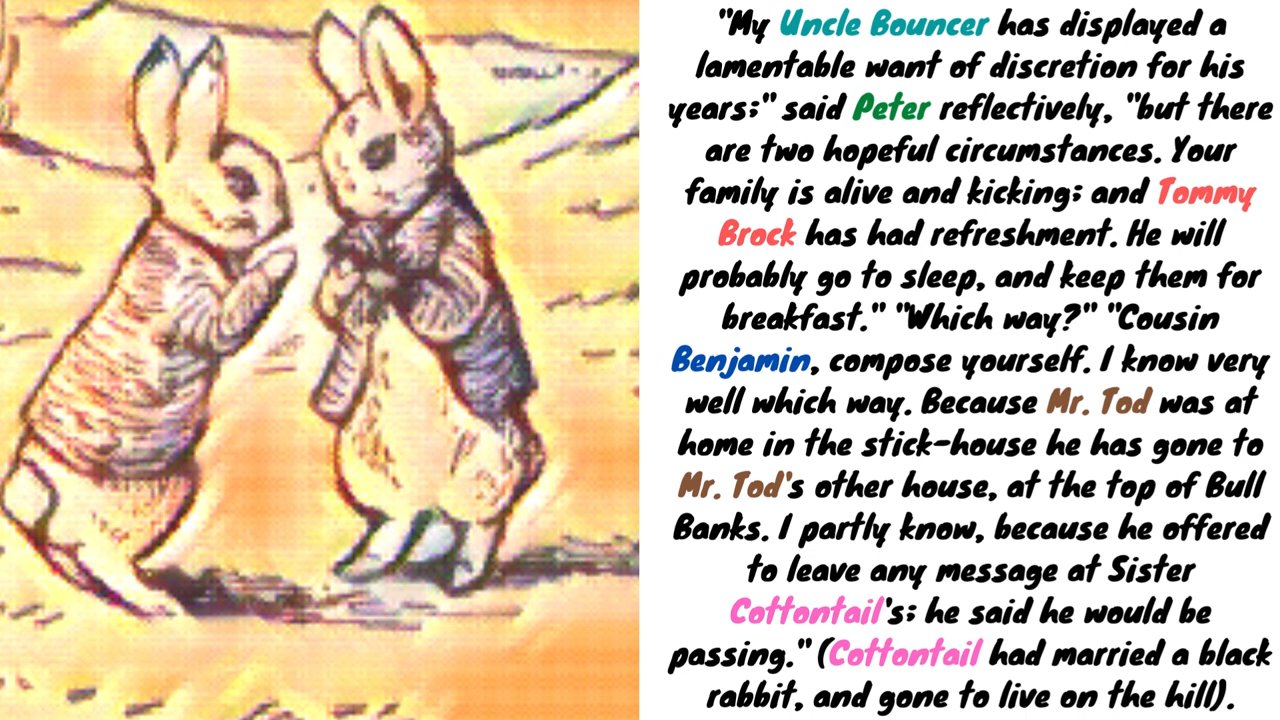 "My Uncle Bouncer has displayed a
lamentable want of discretion for his
years;" said Peter reflectively, "but there
are two hopeful circumstances. Your
family is alive and kicking; and Tommy
Brock has had refreshment. He will
probably go to sleep, and keep them for
breakfast." "Which way?" "Cousin
Benjamin, compose yourself. I know very
well which way. Because Mr. Tod was at
home in the stick-house he has gone to
Mr. Tod's other house, at the top of Bull
Banks. I partly know, because he offered
to leave any message at Sister
Cottontail's; he said he would be
passing." (Cottontail had married a black
rabbit, and gone to live on the hill).